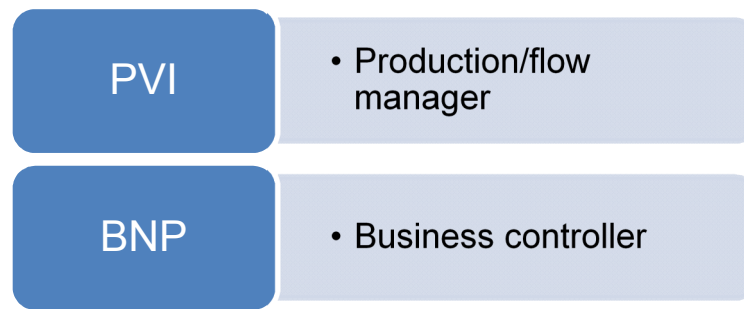 PVI
• Production/flow
manager
BNP
• Business controller